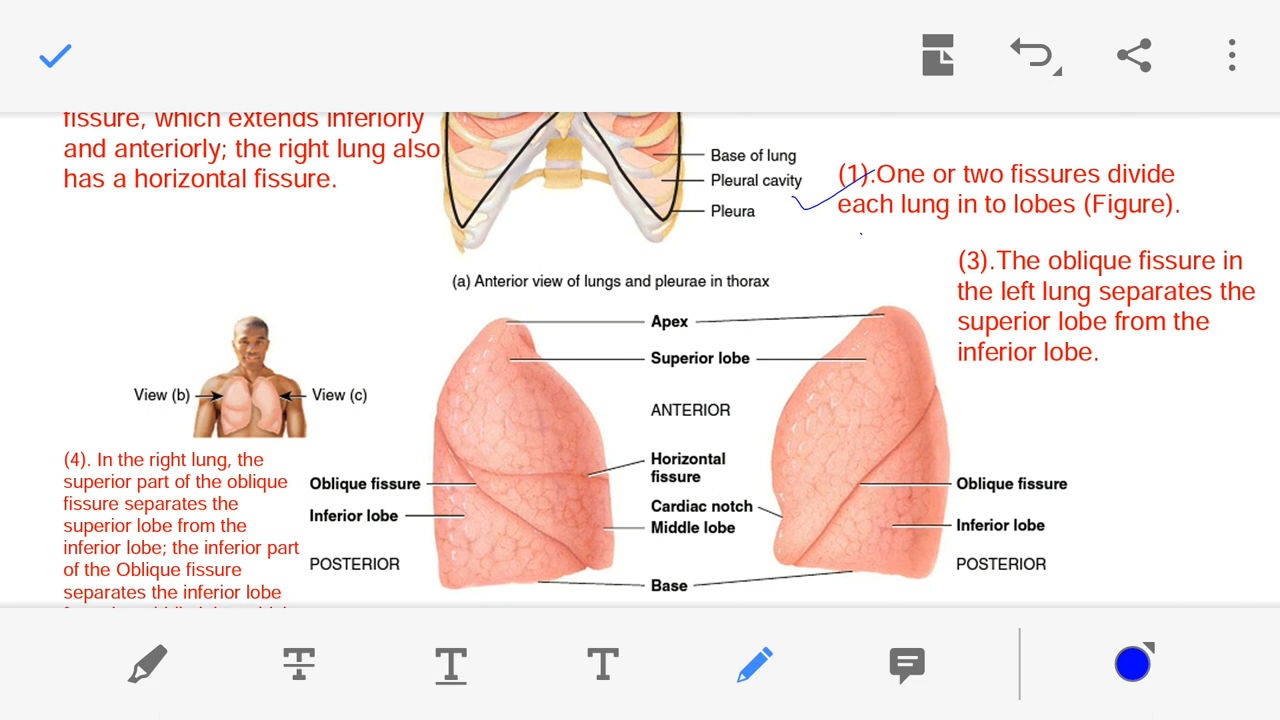 fissure, which extends inferiorly
and anteriorly; the right lung also
has a horizontal fissure.
Base of lung
Pleural cavity
Pleura
(1).One or two fissures divide
each lung in to lobes (Figure).
(a) Anterior view of lungs and pleurae in thorax
(3).The oblique fissure in
the left lung separates the
superior lobe from the
inferior lobe.
View (b)
View (c)
Apex
Superior lobe
ANTERIOR
Horizontal
fissure
Cardiac notch
Middle lobe
Base
(4). In the right lung, the
superior part of the oblique
fissure separates the
superior lobe from the
inferior lobe; the inferior part
of the Oblique fissure
separates the inferior lobe
Oblique fissure
Inferior lobe
POSTERIOR
Oblique fissure
Inferior lobe
POSTERIOR